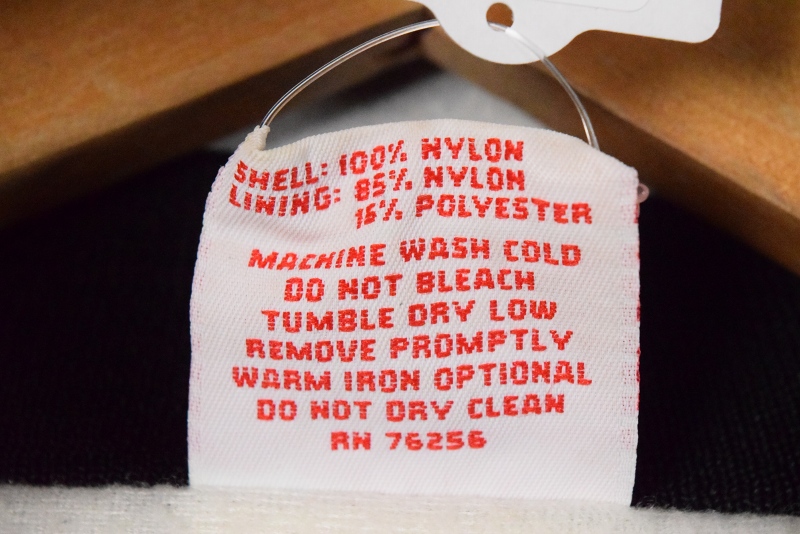 SHELL: 100% NYLON
LINING: 85% NYLON
15% POLYESTER
MACHINE WASH COLD
DO NOT BLEACH
TUMBLE DRY LOW
REMOVE PROMPTLY
WARM IRON OPTIONAL
DO NOT DRY CLEAN
RN 76256